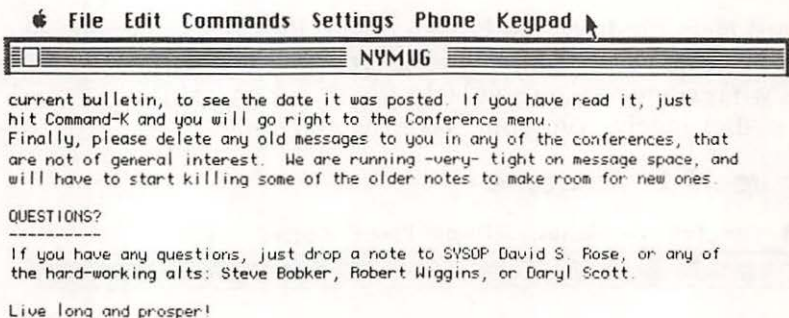 File Edit Commands Settings Phone Keypad
NYMUG
current bulletin, to see the date it was posted. If you have read it, just
hit Command-K and you will go right to the Conference menu.
Finally, please delete any old messages to you in any of the conferences, that
are not of general interest. We are running -very- tight on message space, and
will have to start killing some of the older notes to make room for new ones.
QUESTIONS?
----------
If you have any questions, just drop a note to SYSOP David S. Rose, or any of
the hard-working alts: Steve Bobker, Robert Wiggins, or Daryl Scott.
Live long and prosper!